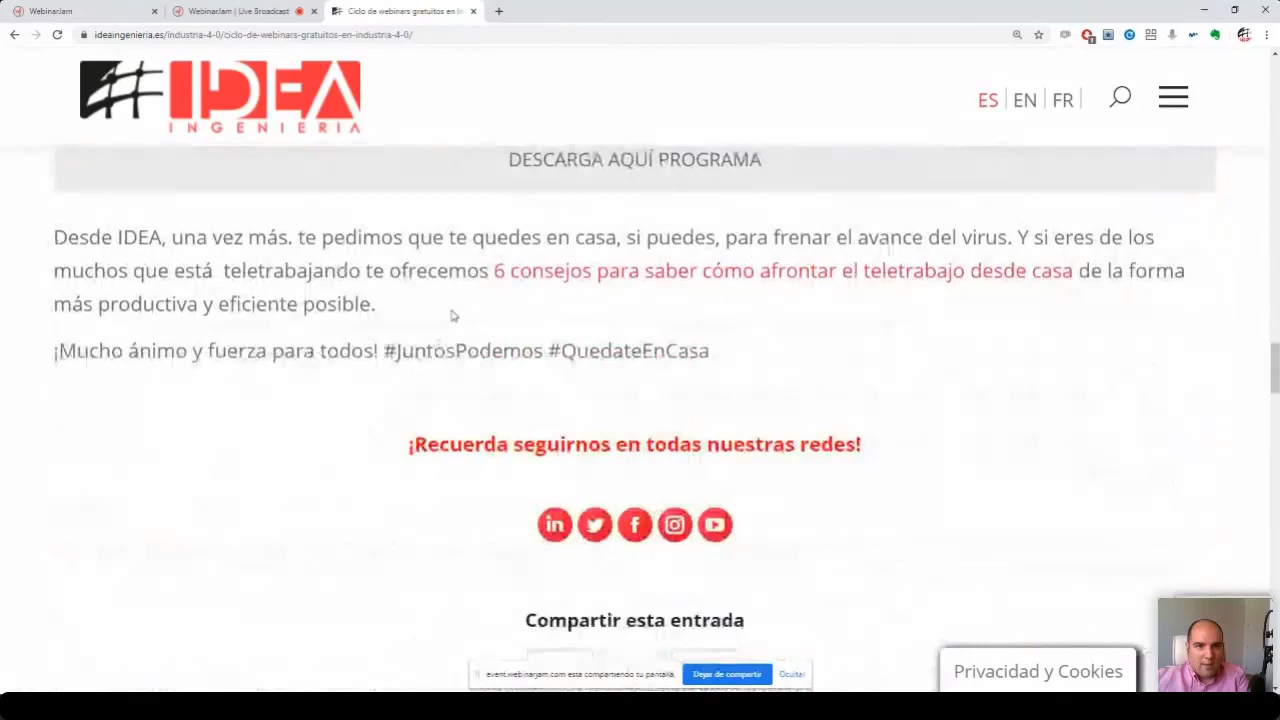 WebinarJam
WebinarJam | Live Broadcast
Ciclo de webinars gratuitos en in
ideaingenieria.es/industria-4-0/ciclo-de-webinars-gratuitos-en-industria-4-0/
IDEA
INGENIERIA
ES EN FR
DESCARGA AQUÍ PROGRAMA
Desde IDEA, una vez más. te pedimos que te quedes en casa, si puedes, para frenar el avance del virus. Y si eres de los
muchos que está teletrabajando te ofrecemos 6 consejos para saber cómo afrontar el teletrabajo desde casa de la forma
más productiva y eficiente posible.
¡Mucho ánimo y fuerza para todos! #JuntosPodemos #QuedateEnCasa
¡Recuerda seguirnos en todas nuestras redes!
in
f
Compartir esta entrada
event.webinarjam.com esta compartiendo tu pantalla.
Dejar de compartir
Ocultar
Privacidad y Cookies